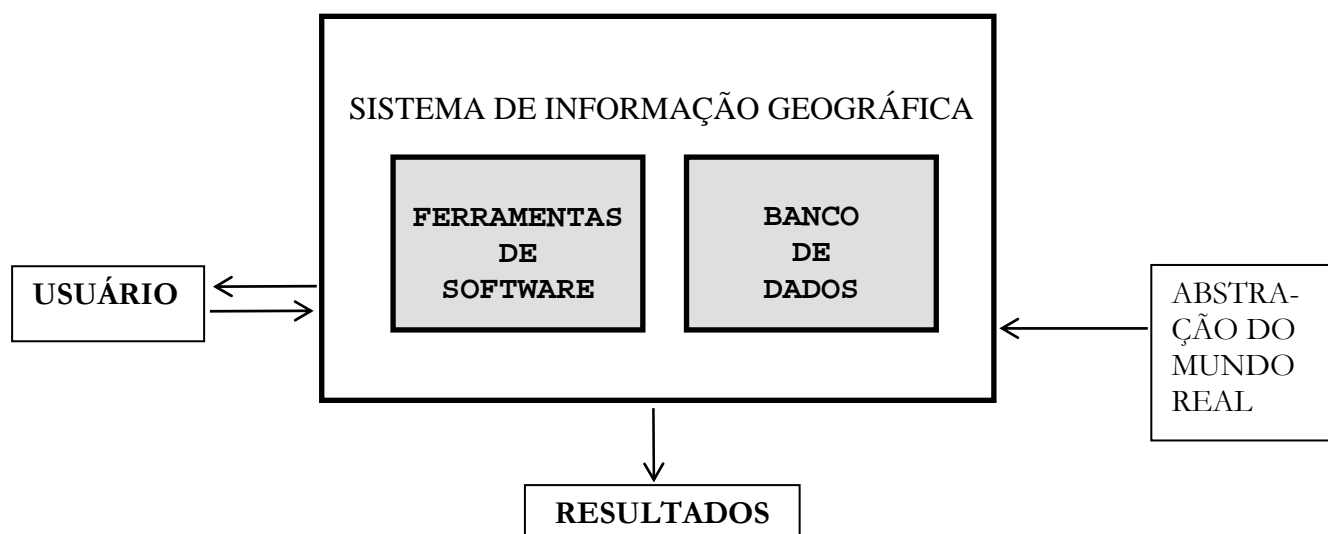 SISTEMA DE INFORMAÇÃO GEOGRÁFICA
FERRAMENTAS
DE
SOFTWARE
BANCO
DE
DADOS
USUÁRIO
ABSTRA-
ÇÃO DO
MUNDO
REAL
RESULTADOS